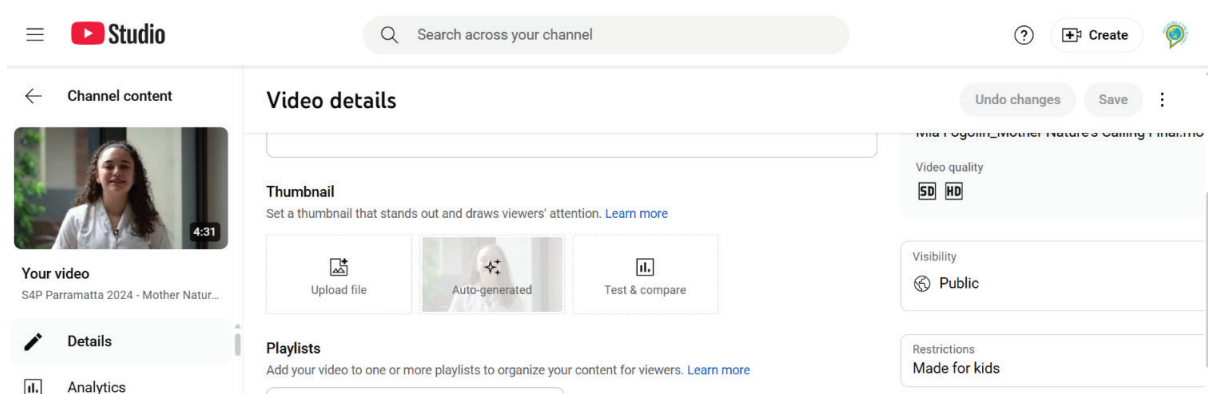 Studio
Search across your channel
Create
Channel content
Video details
Undo changes
Save
4:31
Your video
S4P Parramatta 2024 - Mother Natur...
Details
Analytics
Thumbnail
Set a thumbnail that stands out and draws viewers' attention. Learn more
Upload file
Auto-generated
Test & compare
Playlists
Add your video to one or more playlists to organize your content for viewers. Learn more
Video quality
SD HD
Visibility
Public
Restrictions
Made for kids